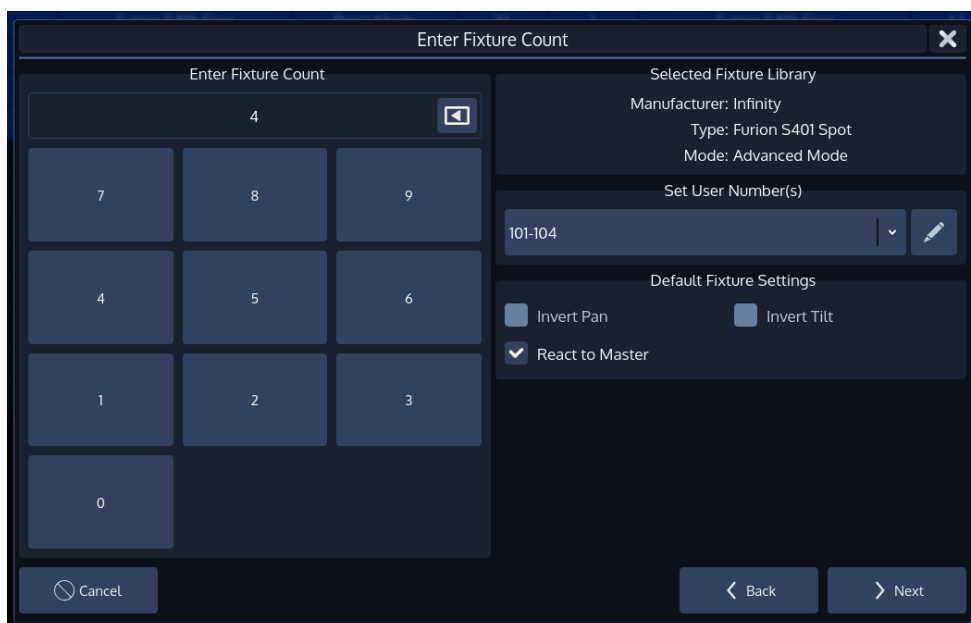 Enter Fixture Count
Enter Fixture Count
4
7
8
9
4
5
6
1
2
3
0
Selected Fixture Library
Manufacturer: Infinity
Type: Furion S401 Spot
Mode: Advanced Mode
Set User Number(s)
101-104
Default Fixture Settings
Invert Pan
Invert Tilt
React to Master
Cancel
Back
Next